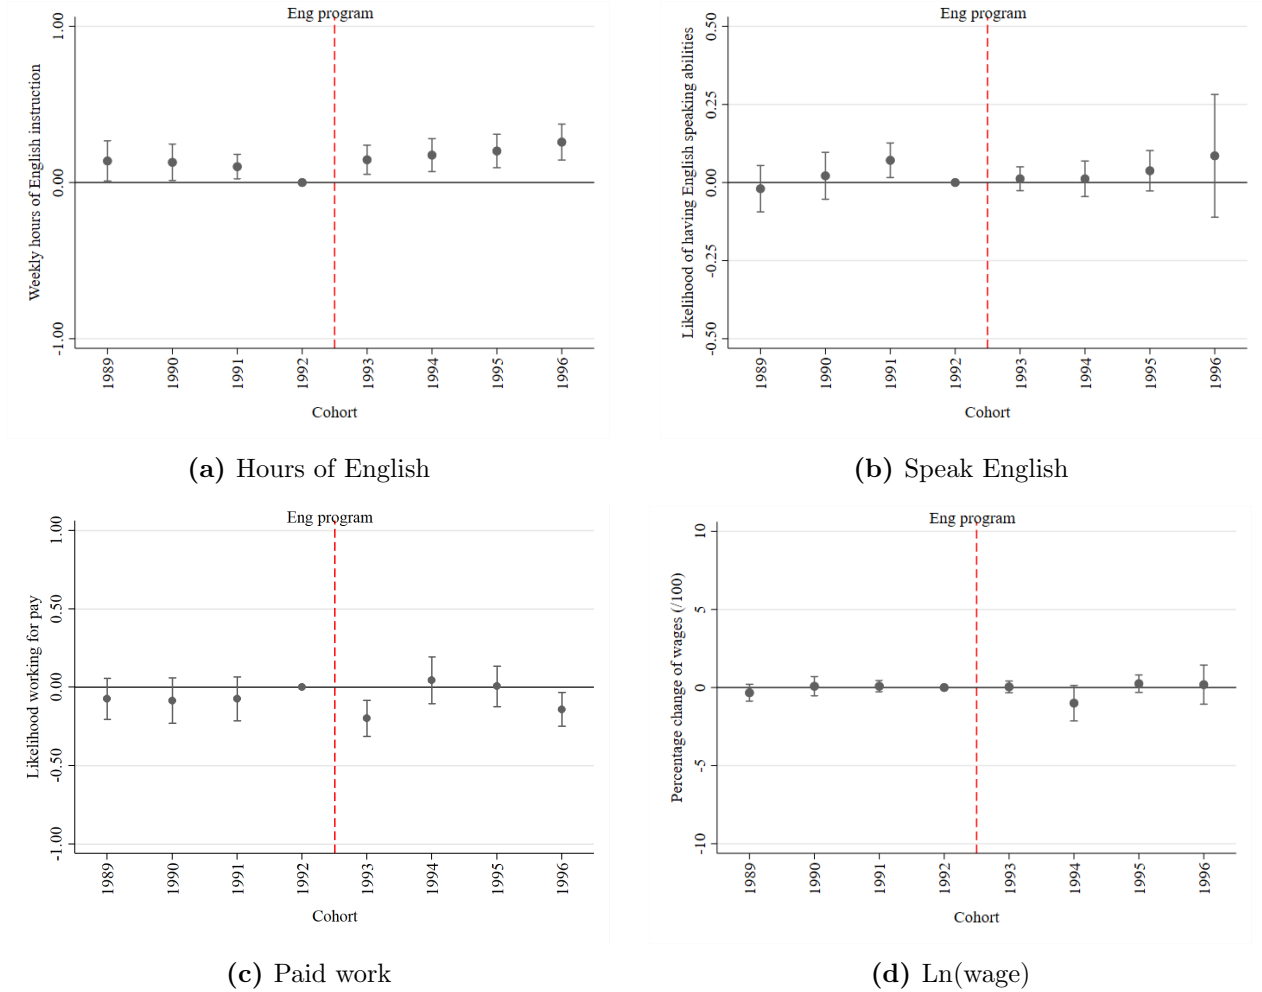 Eng program
Weekly hours of English instruction
1.00
0.00
-1.00
1989 1990 1991 1992 1993 1994 1995 1996
Cohort
(a) Hours of English
Eng program
Likelihood of having English speaking abilities
0.50
0.25
0.00
-0.25
-0.50
1989 1990 1991 1992 1993 1994 1995 1996
Cohort
(b) Speak English
Eng program
Likelihood working for pay
1.00
0.50
0.00
-0.50
-1.00
1989 1990 1991 1992 1993 1994 1995 1996
Cohort
(c) Paid work
Eng program
Percentage change of wages (/100)
10
5
0
-5
-10
1989 1990 1991 1992 1993 1994 1995 1996
Cohort
(d) Ln(wage)